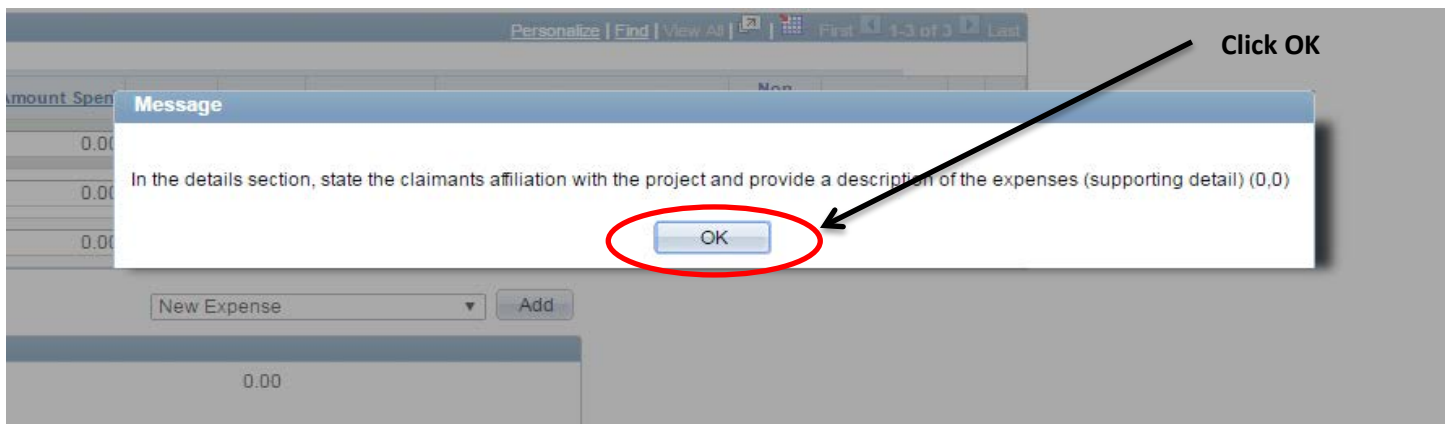 Personalize | Find | View All | | First 1-3 of 3 Last
Click OK
Amount Spen
Non
Message
0.00
In the details section, state the claimants affiliation with the project and provide a description of the expenses (supporting detail) (0,0)
0.00
OK
0.00
New Expense Add
0.00